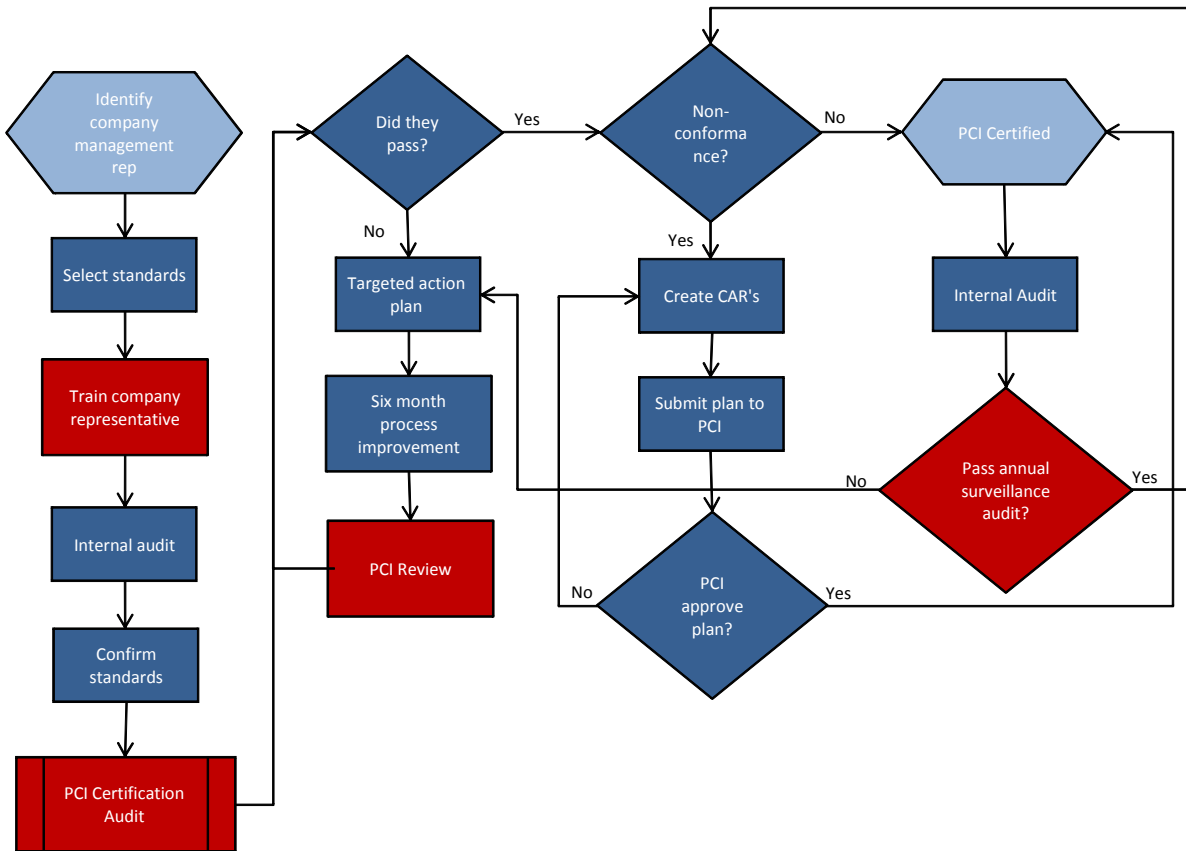 Identify
company
management
rep
Select standards
Train company
representative
Internal audit
Confirm
standards
PCI Certification
Audit
Did they
pass?
Yes
No
Targeted action
plan
Six month
process
improvement
PCI Review
Non-
conforma
nce?
No
Yes
Create CAR's
Submit plan to
PCI
PCI
approve
plan?
No
Yes
PCI Certified
Internal Audit
Pass annual
surveillance
audit?
No
Yes